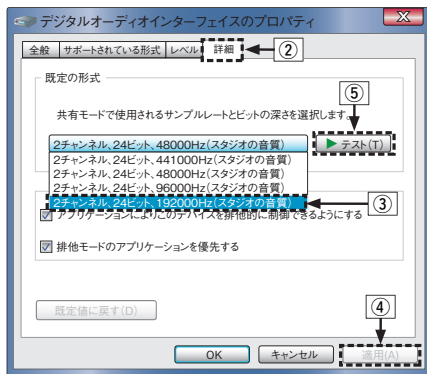 デジタルオーディオインターフェイスのプロパティ
全般 サポートされている形式 レベル 詳細 ②
既定の形式
⑤
共有モードで使用されるサンプルレートとビットの深さを選択します。
2チャンネル、24ビット、48000Hz(スタジオの音質) テスト(T)
2チャンネル、24ビット、441000Hz(スタジオの音質)
2チャンネル、24ビット、48000Hz(スタジオの音質)
2チャンネル、24ビット、96000Hz(スタジオの音質)
2チャンネル、24ビット、192000Hz(スタジオの音質) ③
アプリケーションによりこのデバイスを排他的に制御できるようにする
排他モードのアプリケーションを優先する
既定値に戻す(D)
④
OK キャンセル 適用(A)